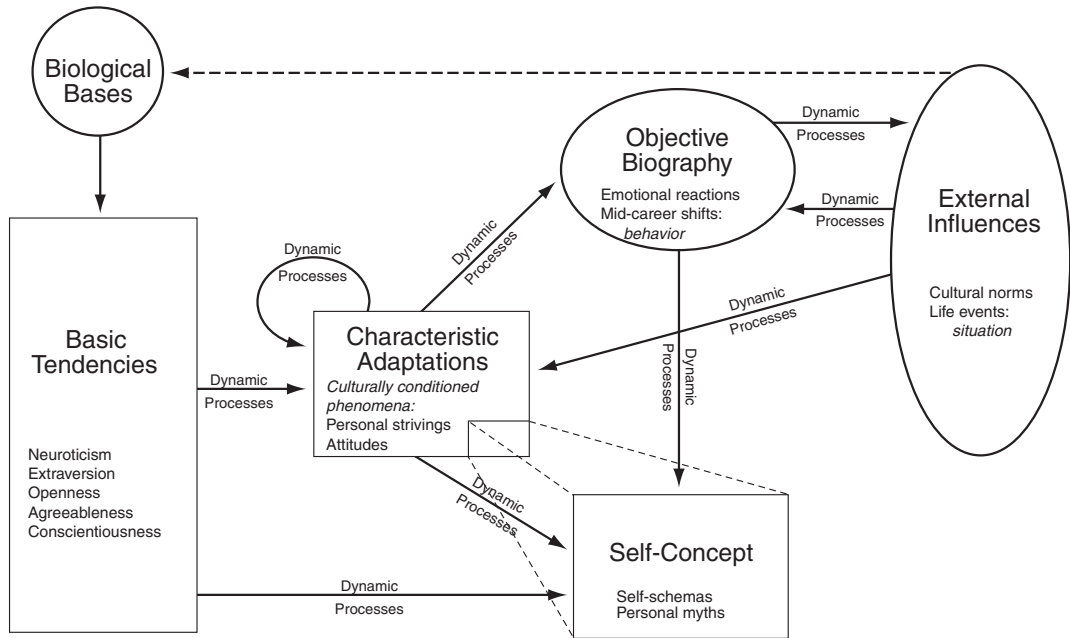 Biological
Bases
Basic
Tendencies
Neuroticism
Extraversion
Openness
Agreeableness
Conscientiousness
Dynamic
Processes
Dynamic
Processes
Characteristic
Adaptations
Culturally conditioned
phenomena:
Personal strivings
Attitudes
Dynamic
Processes
Objective
Biography
Emotional reactions
Mid-career shifts:
behavior
Dynamic
Processes
Dynamic
Processes
External
Influences
Cultural norms
Life events:
situation
Dynamic
Processes
Dynamic
Processes
Dynamic
Processes
Self-Concept
Self-schemas
Personal myths
Dynamic
Processes